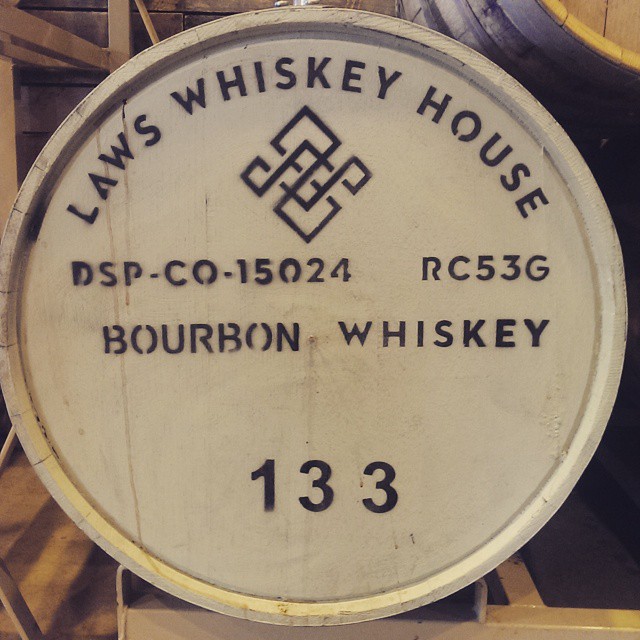 LAWS WHISKEY HOUSE
DSP-CO-15024 RC53G
BOURBON WHISKEY
133